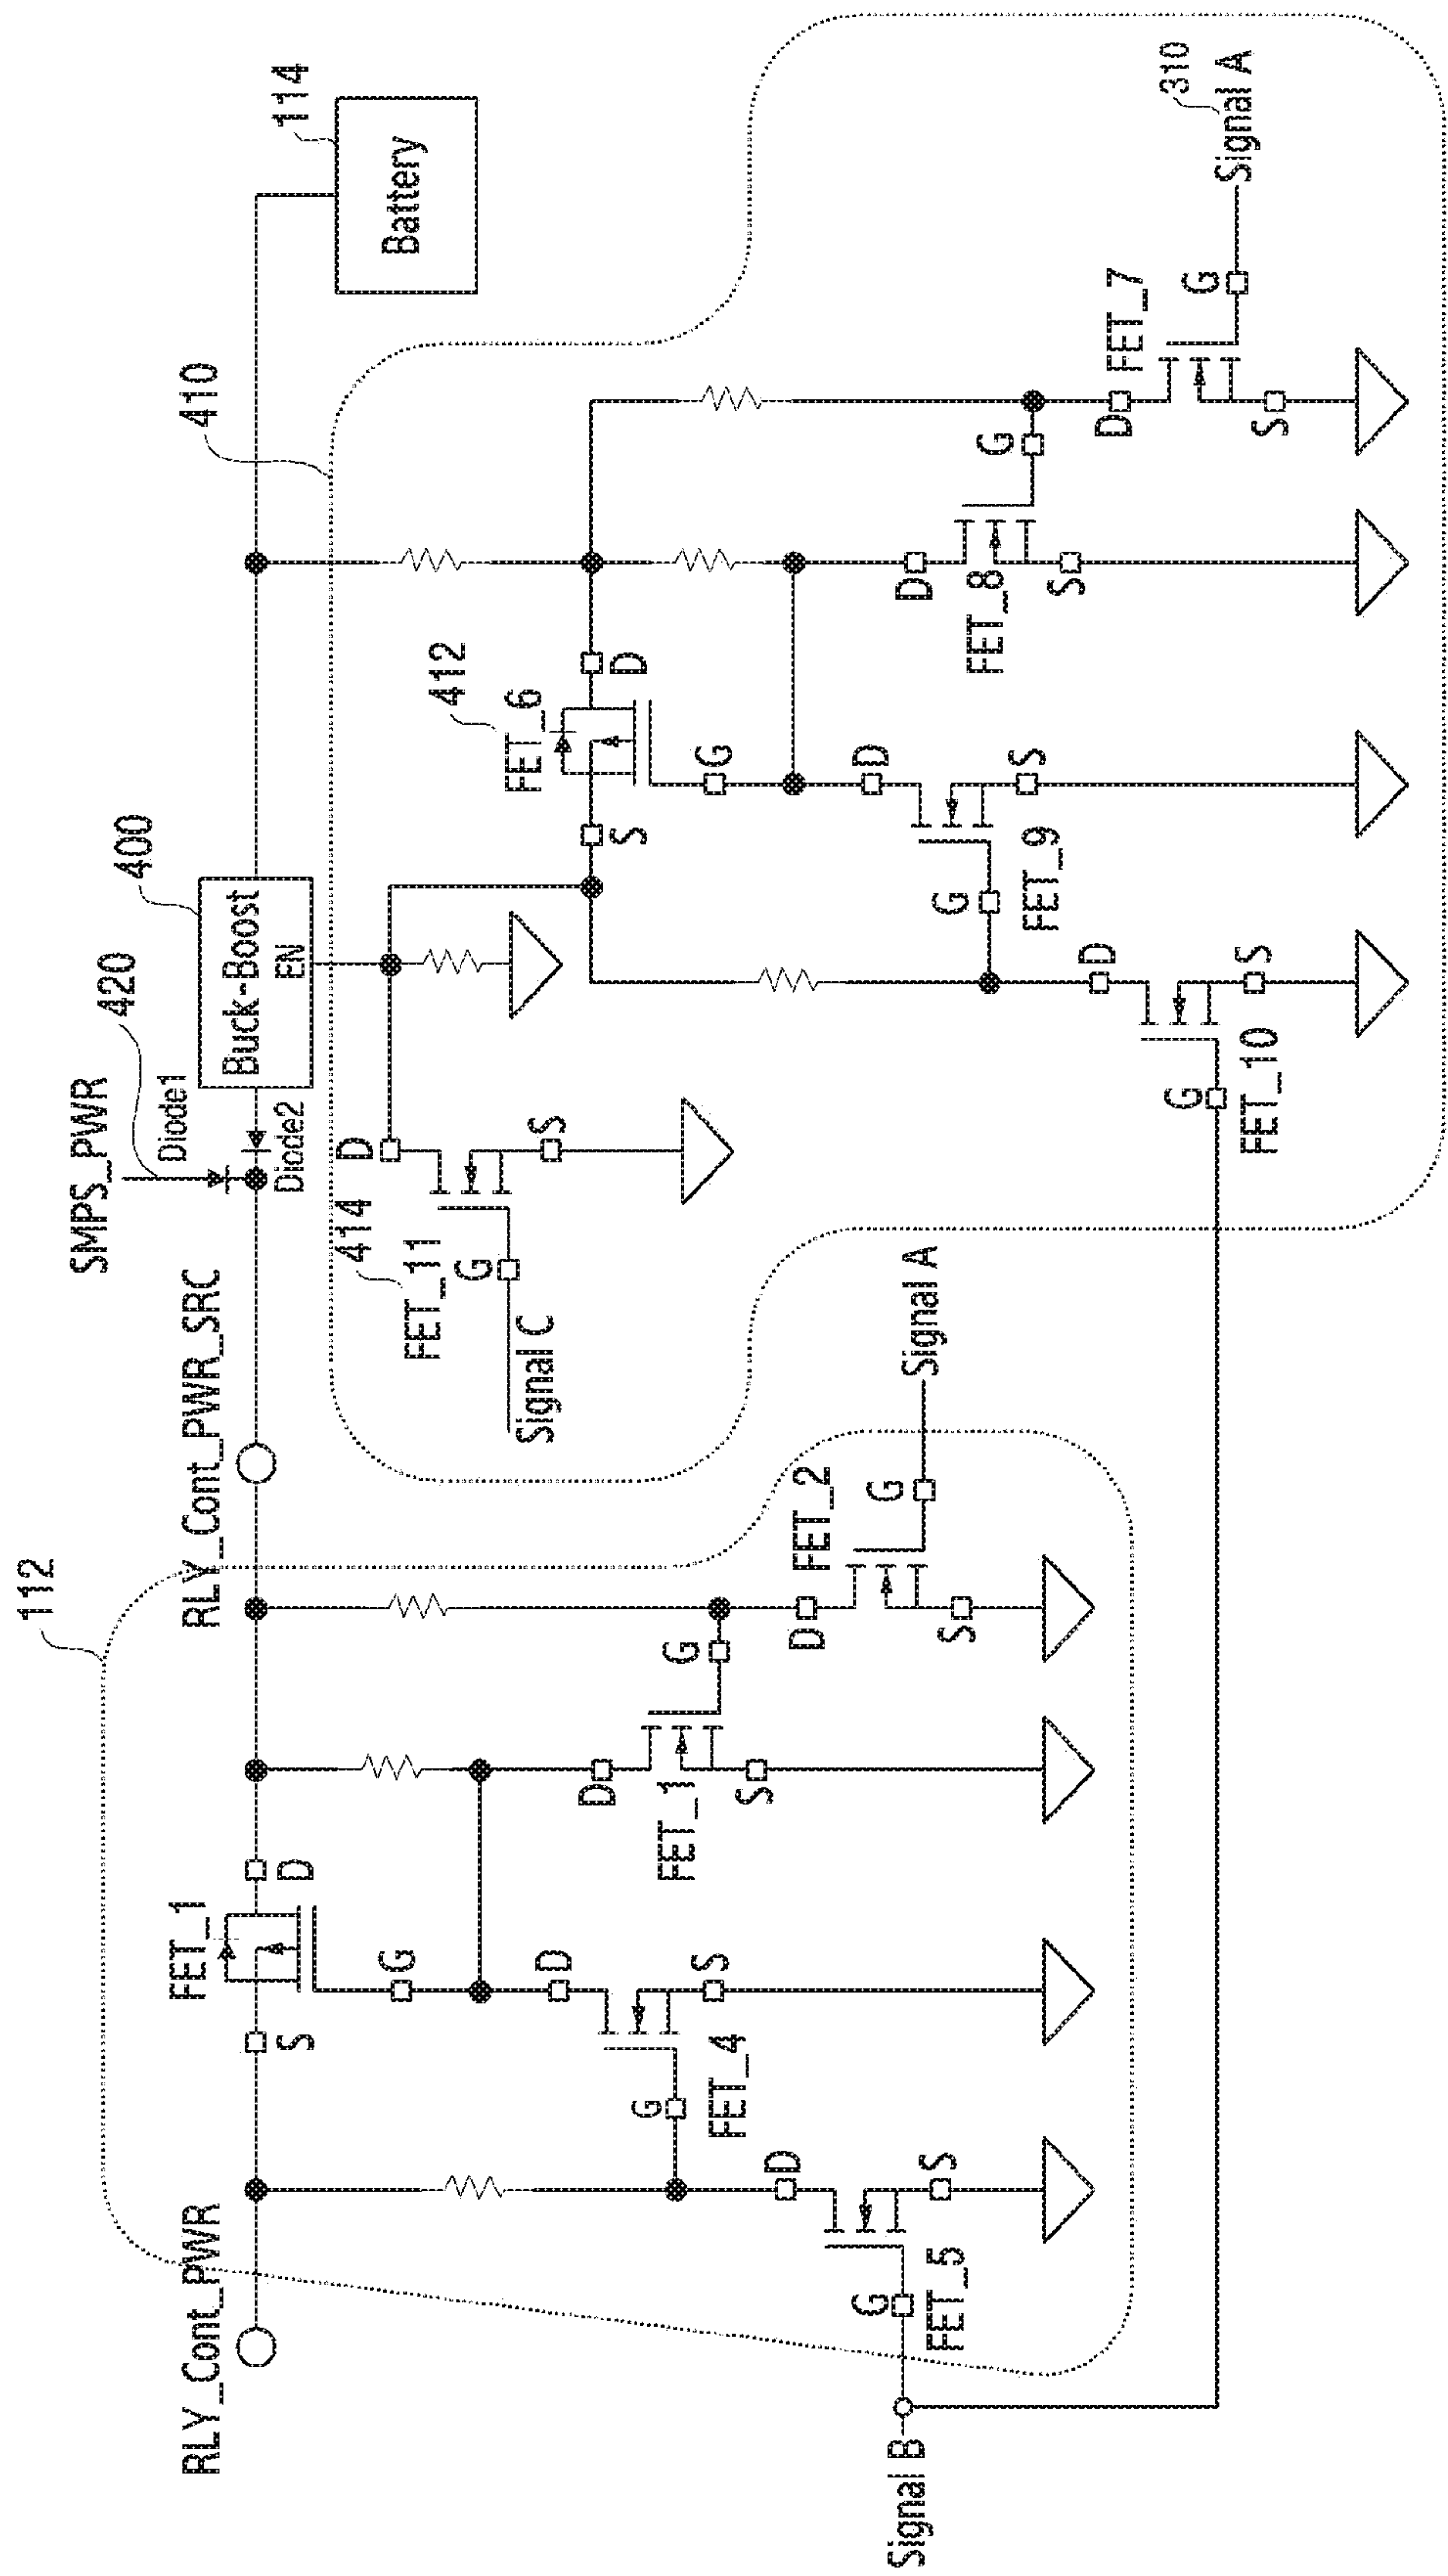 112
RLY_Cont_PWR
S
FET_1
D
G
RLY_Cont_PWR_SRC
SMPS_PWR
420
Diode1
Diode2
400
Buck-Boost
EN
410
114
Battery
D
S
G
FET_4
G
D
S
FET_1
G
D
S
FET_2
G
Signal A
D
S
G
FET_5
Signal B
414
FET_11
G
D
S
Signal C
412
FET_6
S
D
G
D
S
G
FET_9
D
S
FET_8
G
D
S
FET_7
G
310
Signal A
D
S
G
FET_10